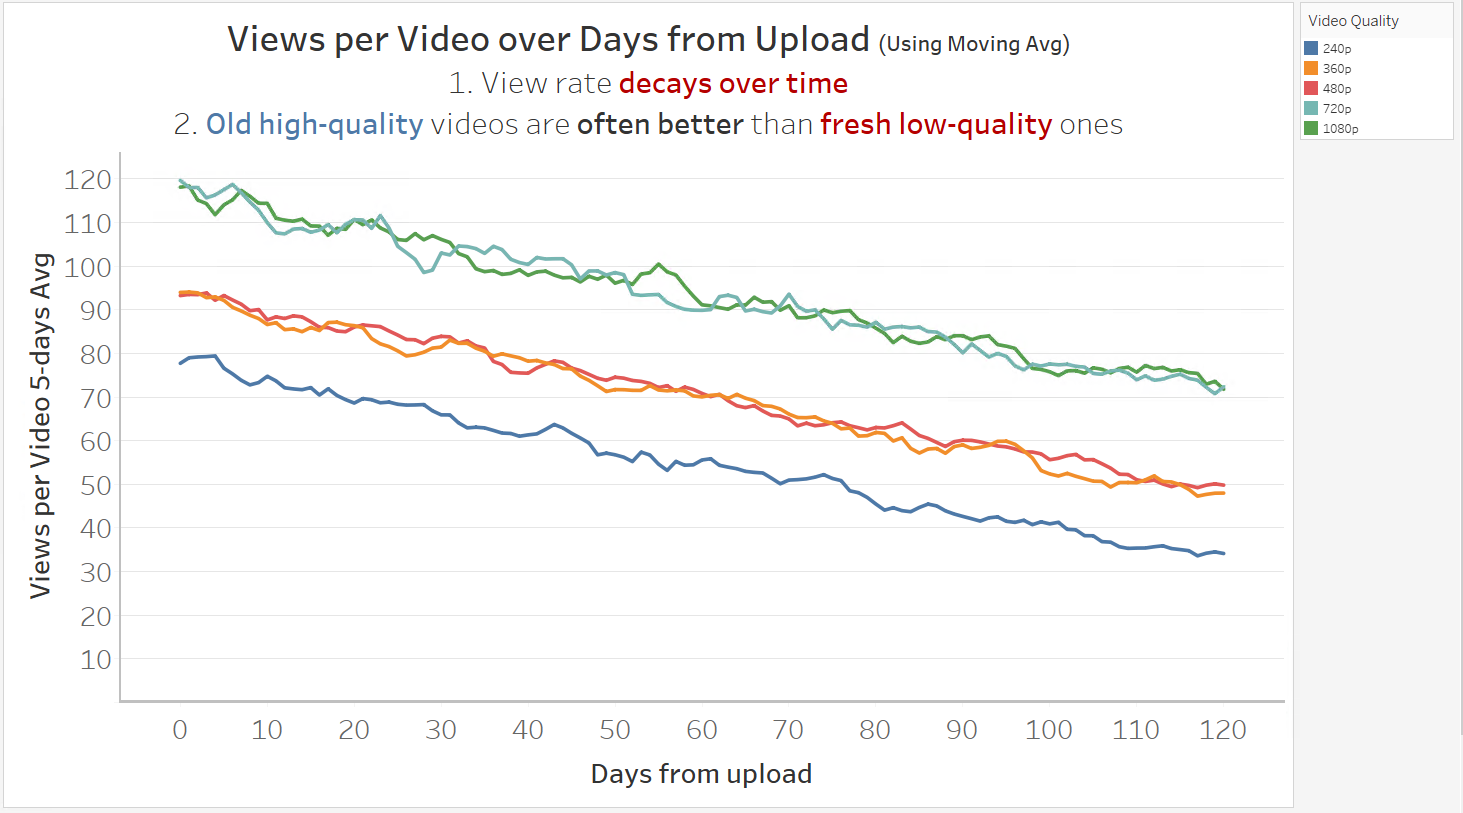 Views per Video over Days from Upload (Using Moving Avg)
1. View rate decays over time
2. Old high-quality videos are often better than fresh low-quality ones
Video Quality
240p
360p
480p
720p
1080p
Views per Video 5-days Avg
120
110
100
90
80
70
60
50
40
30
20
10
0 10 20 30 40 50 60 70 80 90 100 110 120
Days from upload